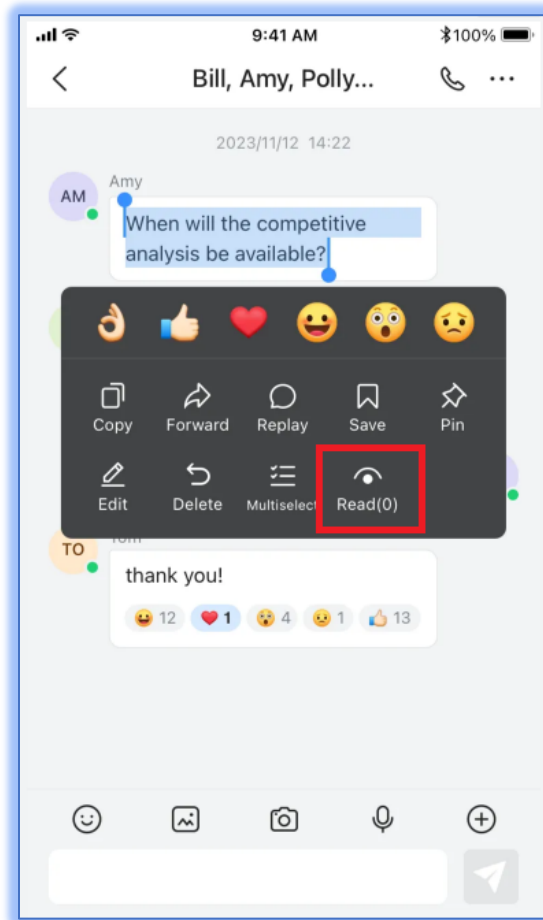 9:41 AM
100%
Bill, Amy, Polly...
2023/11/12 14:22
Amy
AM
When will the competitive
analysis be available?
Copy Forward Replay Save Pin
Edit Delete Multiselect Read(0)
TO
thank you!
12 1 4 1 13